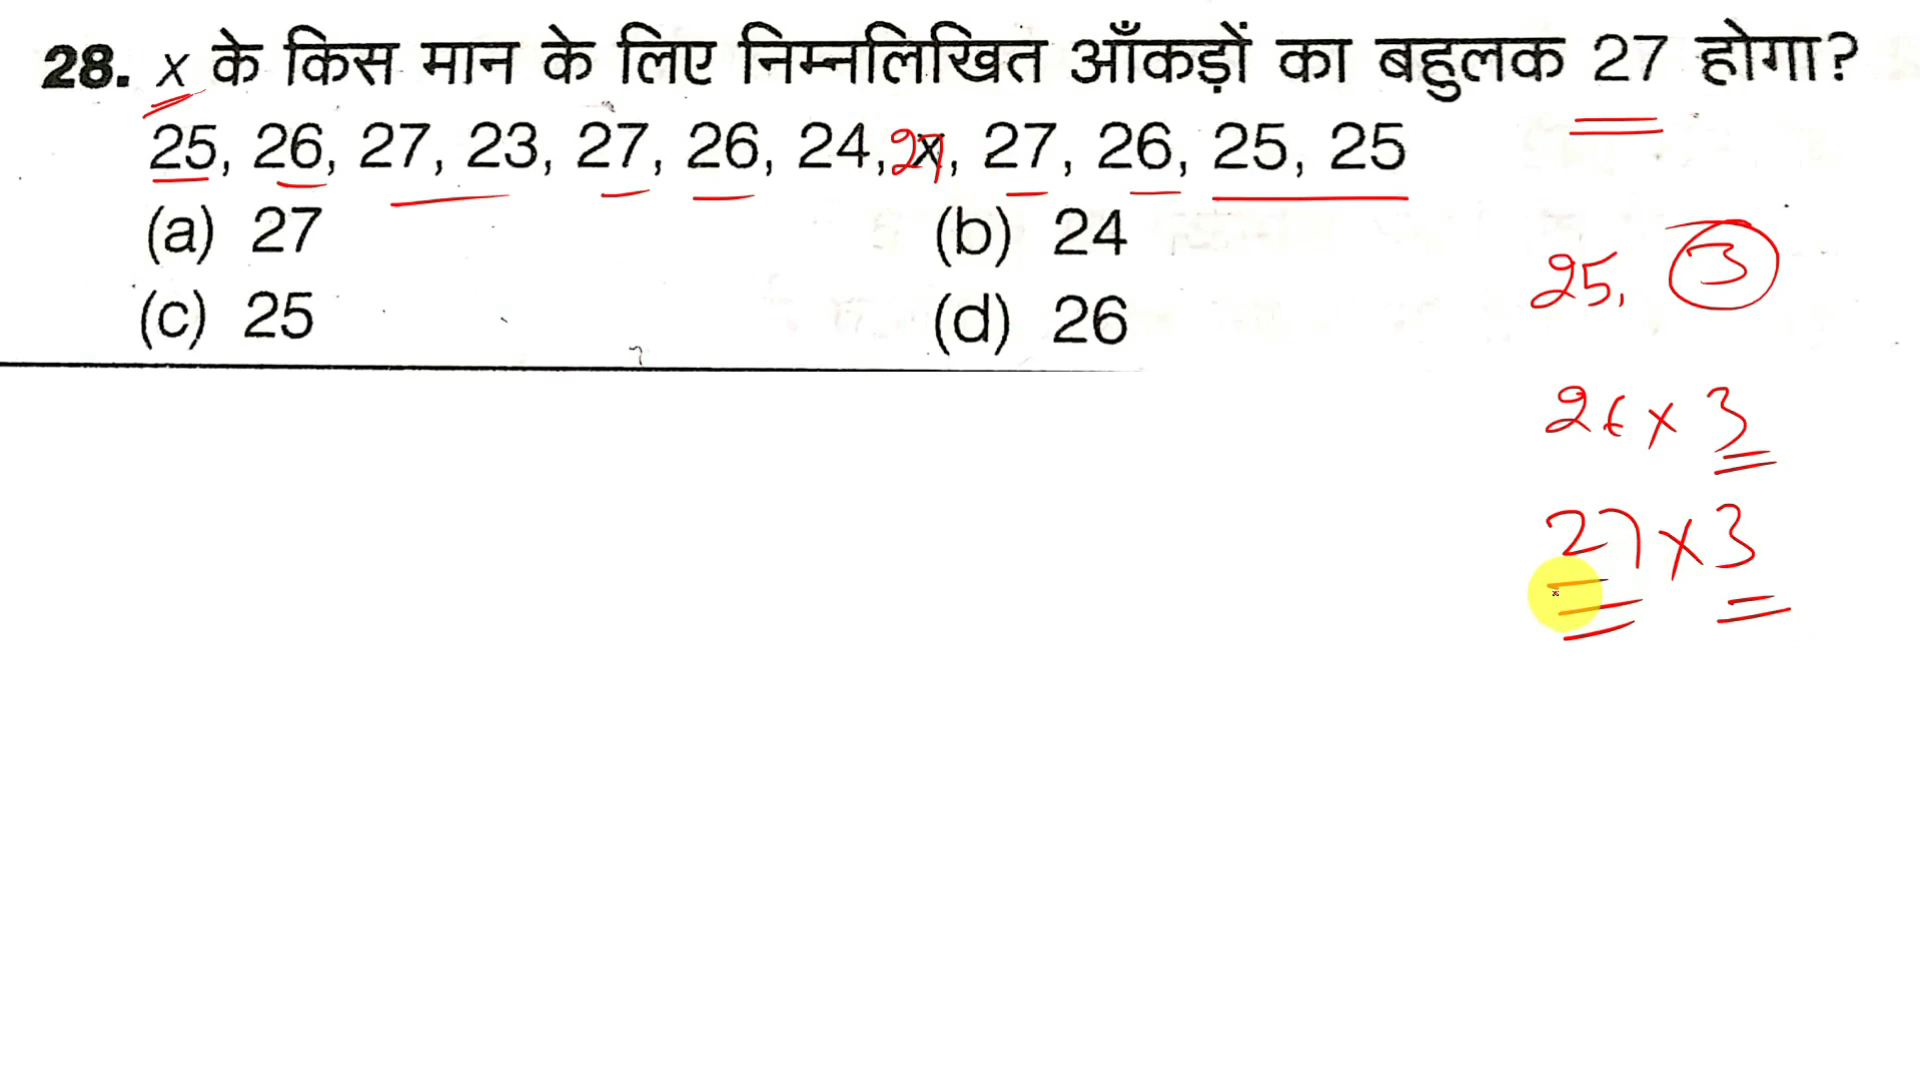 28. x के किस मान के लिए निम्नलिखित आँकड़ों का बहुलक 27 होगा?
25, 26, 27, 23, 27, 26, 24, x, 27, 26, 25, 25
27
(a) 27 (b) 24
(c) 25 (d) 26
25, 3
26 x 3
27 x 3